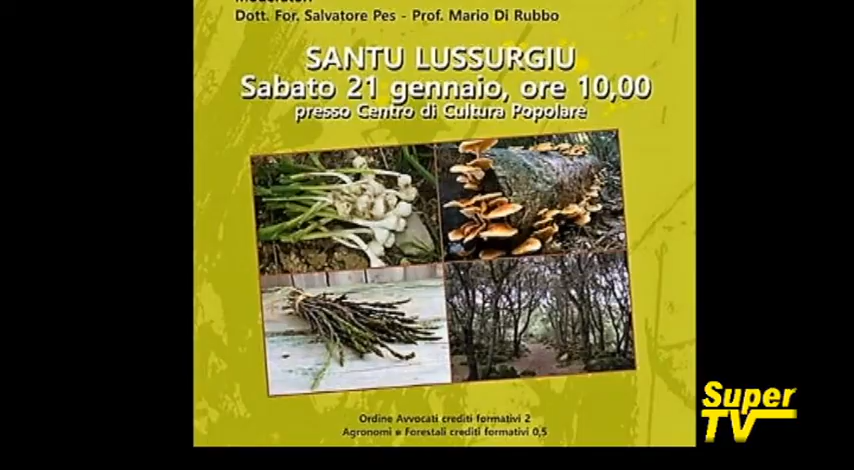 Moderatori
Dott. For. Salvatore Pes - Prof. Mario Di Rubbo
SANTU LUSSURGIU
Sabato 21 gennaio, ore 10,00
presso Centro di Cultura Popolare
Ordine Avvocati crediti formativi 2
Agronomi e Forestali crediti formativi 0,5
Super
TV